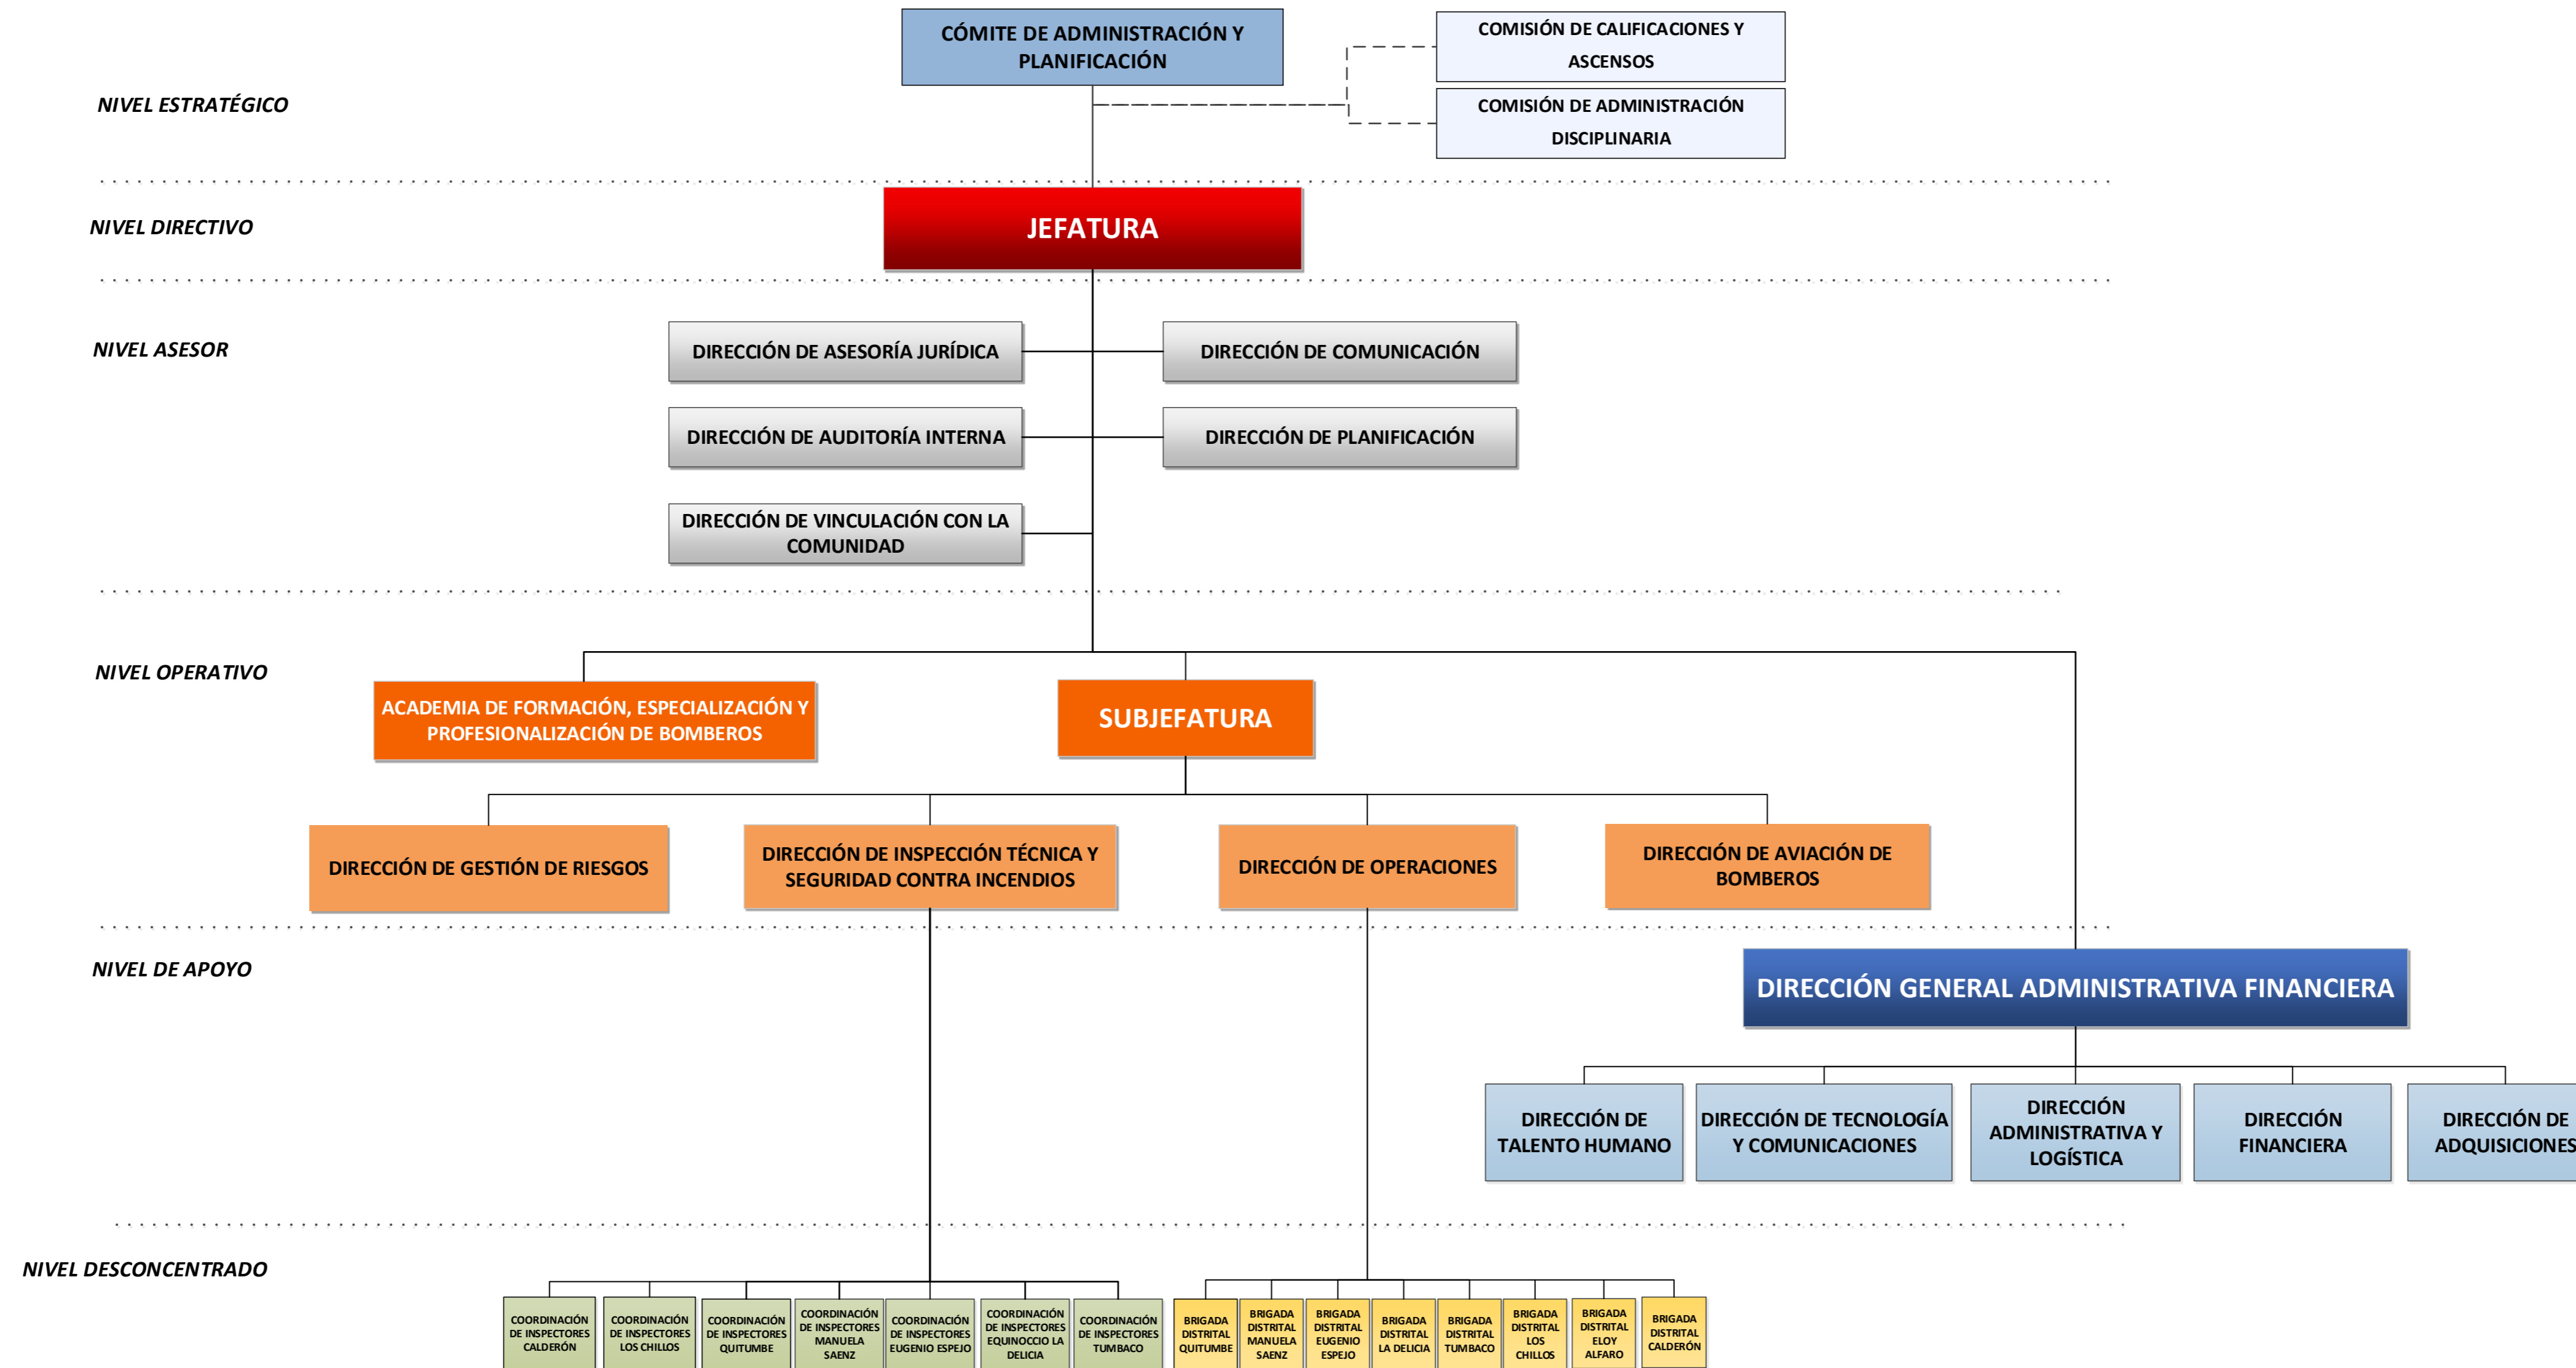 CÓMITE DE ADMINISTRACIÓN Y
PLANIFICACIÓN
COMISIÓN DE CALIFICACIONES Y
ASCENSOS
NIVEL ESTRATÉGICO
COMISIÓN DE ADMINISTRACIÓN
DISCIPLINARIA
NIVEL DIRECTIVO
JEFATURA
NIVEL ASESOR
DIRECCIÓN DE ASESORÍA JURÍDICA
DIRECCIÓN DE COMUNICACIÓN
DIRECCIÓN DE AUDITORÍA INTERNA
DIRECCIÓN DE PLANIFICACIÓN
DIRECCIÓN DE VINCULACIÓN CON LA
COMUNIDAD
NIVEL OPERATIVO
ACADEMIA DE FORMACIÓN, ESPECIALIZACIÓN Y
PROFESIONALIZACIÓN DE BOMBEROS
SUBJEFATURA
DIRECCIÓN DE GESTIÓN DE RIESGOS
DIRECCIÓN DE INSPECCIÓN TÉCNICA Y
SEGURIDAD CONTRA INCENDIOS
DIRECCIÓN DE OPERACIONES
DIRECCIÓN DE AVIACIÓN DE
BOMBEROS
NIVEL DE APOYO
DIRECCIÓN GENERAL ADMINISTRATIVA FINANCIERA
DIRECCIÓN DE
TALENTO HUMANO
DIRECCIÓN DE TECNOLOGÍA
Y COMUNICACIONES
DIRECCIÓN
ADMINISTRATIVA Y
LOGÍSTICA
DIRECCIÓN
FINANCIERA
DIRECCIÓN DE
ADQUISICIONES
NIVEL DESCONCENTRADO
COORDINACIÓN
DE INSPECTORES
CALDERÓN
COORDINACIÓN
DE INSPECTORES
LOS CHILLOS
COORDINACIÓN
DE INSPECTORES
QUITUMBE
COORDINACIÓN
DE INSPECTORES
MANUELA
SAENZ
COORDINACIÓN
DE INSPECTORES
EUGENIO ESPEJO
COORDINACIÓN
DE INSPECTORES
EQUINOCCIO LA
DELICIA
COORDINACIÓN
DE INSPECTORES
TUMBACO
BRIGADA
DISTRITAL
QUITUMBE
BRIGADA
DISTRITAL
MANUELA
SAENZ
BRIGADA
DISTRITAL
EUGENIO
ESPEJO
BRIGADA
DISTRITAL
LA DELICIA
BRIGADA
DISTRITAL
TUMBACO
BRIGADA
DISTRITAL
LOS
CHILLOS
BRIGADA
DISTRITAL
ELOY
ALFARO
BRIGADA
DISTRITAL
CALDERÓN